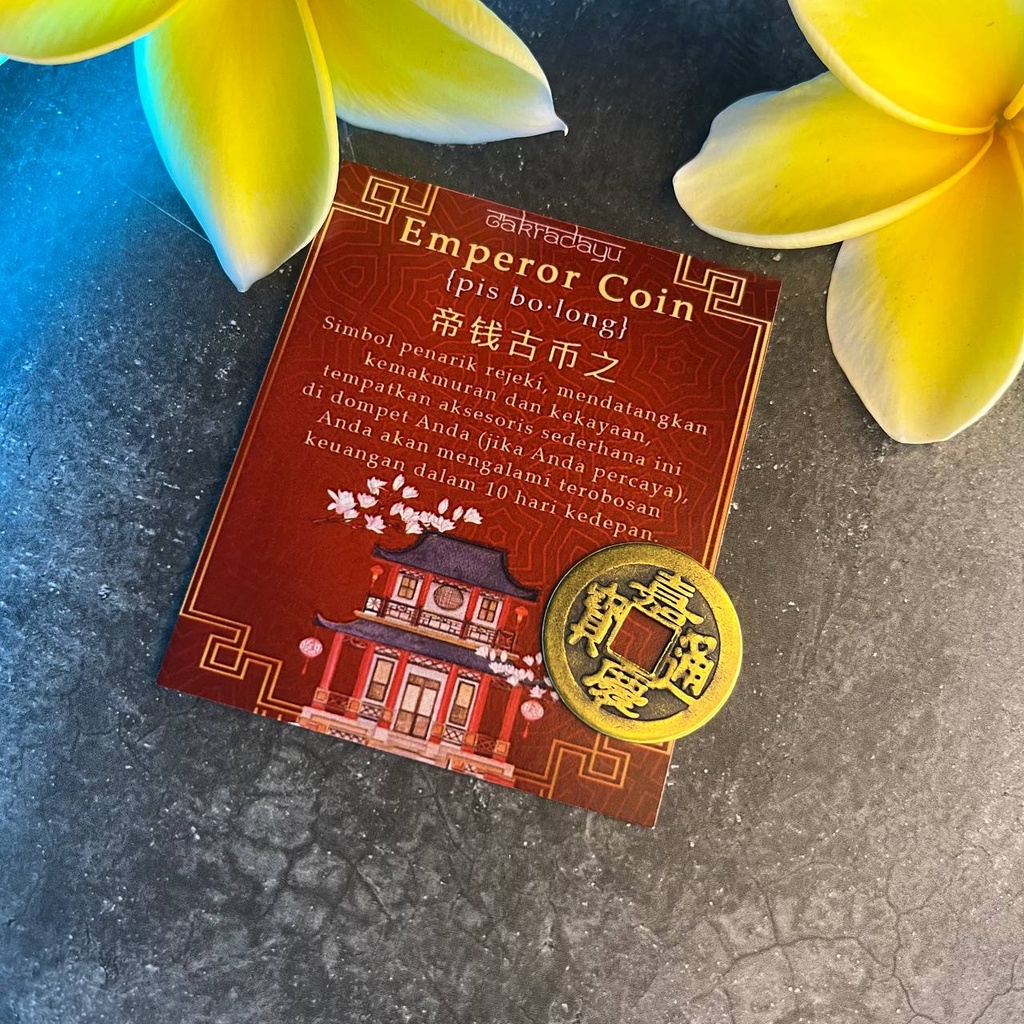 cakradayu
Emperor Coin
{pis bo·long}
帝钱古币之
Simbol penarik rejeki, mendatangkan
kemakmuran dan kekayaan,
tempatkan aksesoris sederhana ini
di dompet Anda (jika Anda percaya),
Anda akan mengalami terobosan
keuangan dalam 10 hari kedepan.
嘉慶通寶